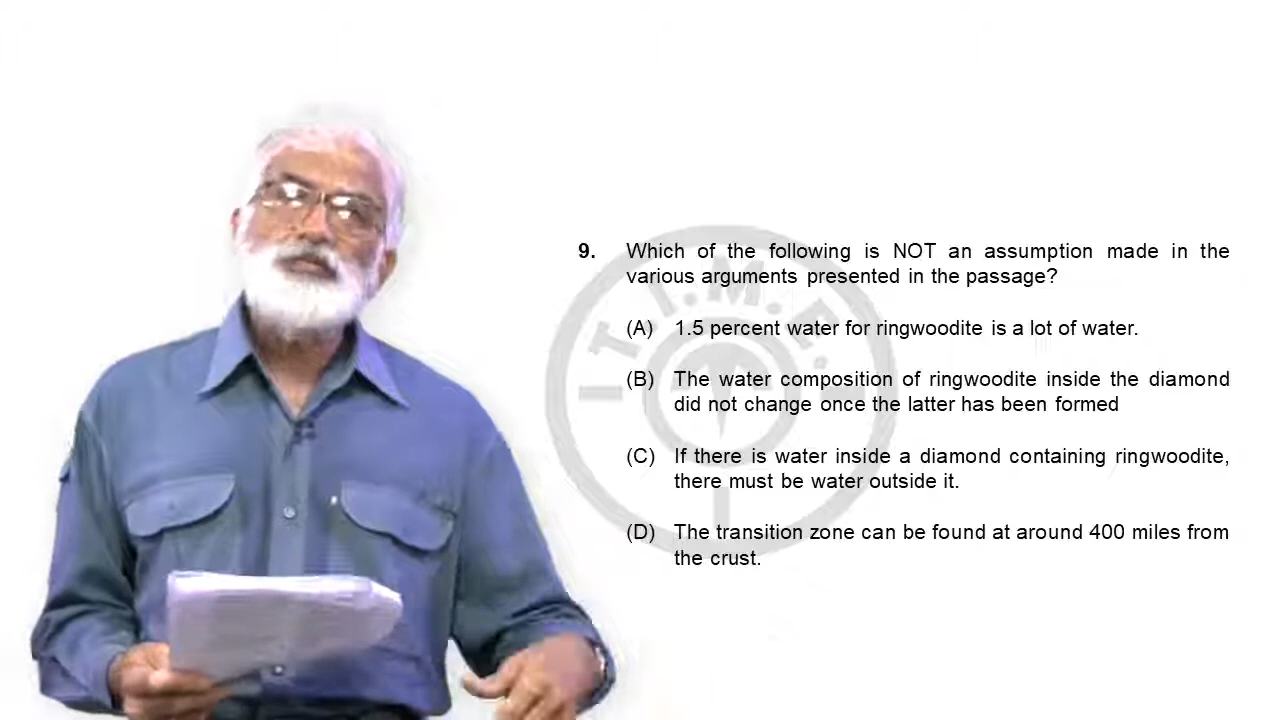 9. Which of the following is NOT an assumption made in the
various arguments presented in the passage?
(A) 1.5 percent water for ringwoodite is a lot of water.
(B) The water composition of ringwoodite inside the diamond
did not change once the latter has been formed
(C) If there is water inside a diamond containing ringwoodite,
there must be water outside it.
(D) The transition zone can be found at around 400 miles from
the crust.
I T I.M.E.